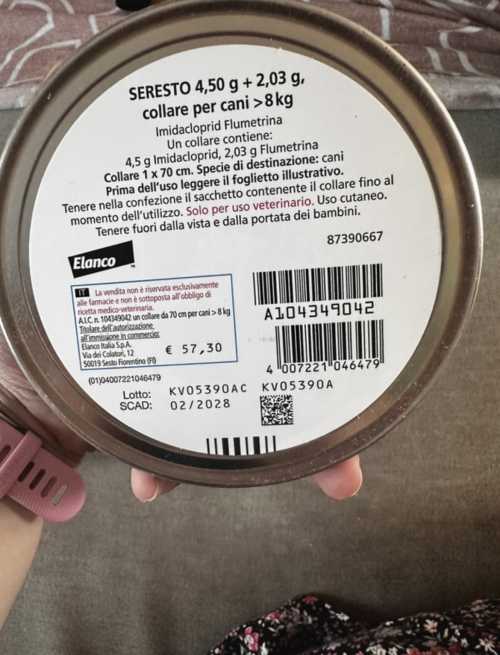 SERESTO 4,50 g + 2,03 g,
collare per cani >8kg
Imidacloprid Flumetrina
Un collare contiene:
4,5 g Imidacloprid, 2,03 g Flumetrina
Collare 1 x 70 cm. Specie di destinazione: cani
Prima dell'uso leggere il foglietto illustrativo.
Tenere nella confezione il sacchetto contenente il collare fino al
momento dell'utilizzo. Solo per uso veterinario. Uso cutaneo.
Tenere fuori dalla vista e dalla portata dei bambini.
87390667
Elanco™
IT La vendita non è riservata esclusivamente
alle farmacie e non è sottoposta all'obbligo di
ricetta medico-veterinaria.
A.I.C. n. 104349042 un collare da 70 cm per cani > 8 kg
Titolare dell'autorizzazione
all'immissione in commercio:
Elanco Italia S.p.A.
Via dei Colatori, 12
50019 Sesto Fiorentino (FI)
€ 57,30
A104349042
4 007221 046479
(01)04007221046479
Lotto: KV05390AC KV05390A
SCAD: 02/2028